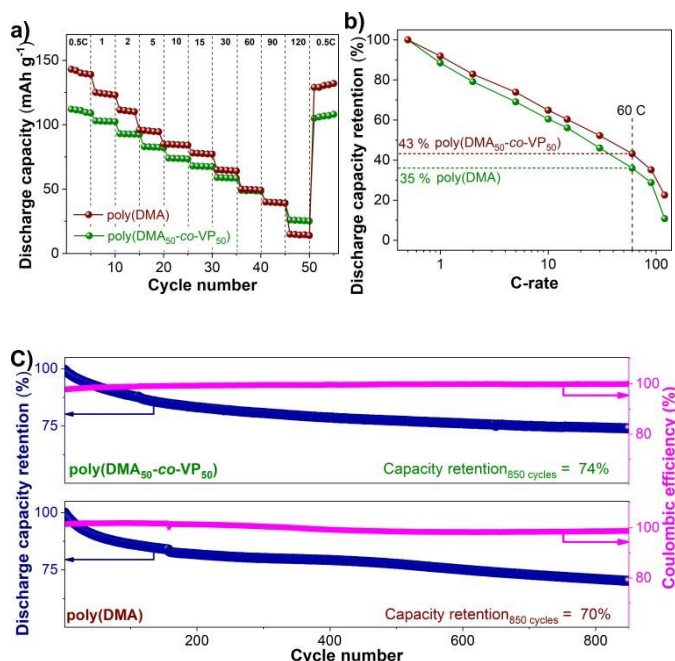 a)
0.5C 1 2 5 10 15 30 60 90 120 0.5C
Discharge capacity (mAh g⁻¹)
150
100
50
0
poly(DMA)
poly(DMA₅₀-co-VP₅₀)
0 10 20 30 40 50
Cycle number
b)
Discharge capacity retention (%)
100
80
60
40
20
0
60 C
43 % poly(DMA₅₀-co-VP₅₀)
35 % poly(DMA)
1 10 100
C-rate
C)
Discharge capacity retention (%)
100
75
100
80
poly(DMA₅₀-co-VP₅₀)
Capacity retention₈₅₀ cycles = 74%
100
75
100
80
poly(DMA)
Capacity retention₈₅₀ cycles = 70%
Coulombic efficiency (%)
200 400 600 800
Cycle number